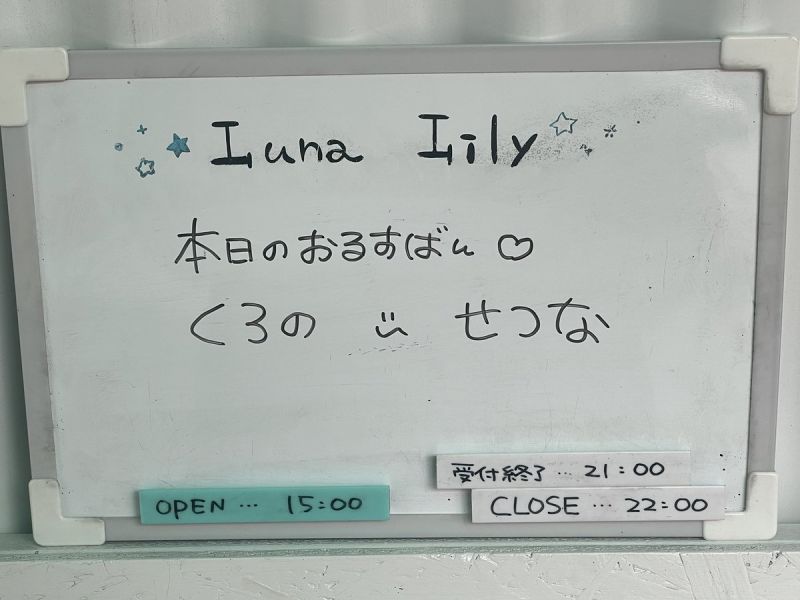 Luna Lily
本日のおるすばん♡
くろの せつな
受付終了…21:00
OPEN…15:00
CLOSE…22:00